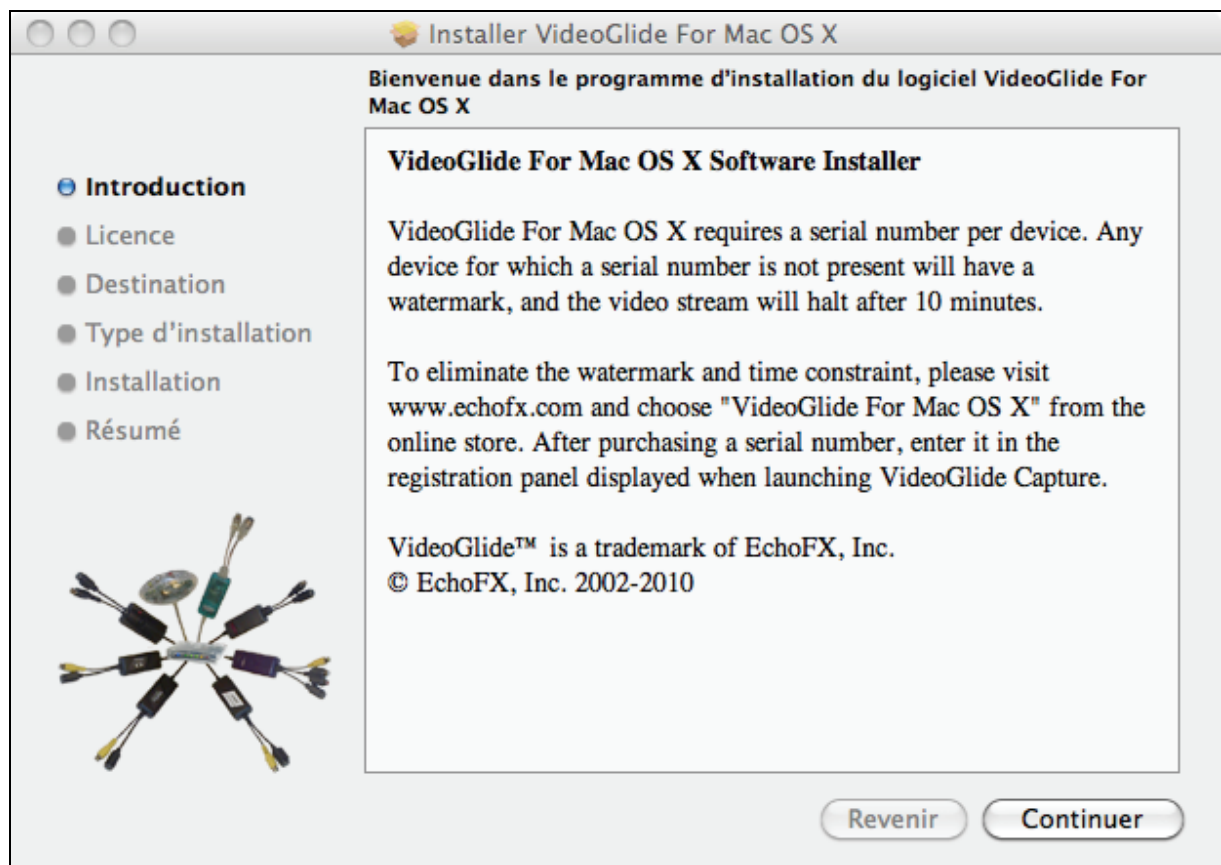 Installer VideoGlide For Mac OS X
Bienvenue dans le programme d'installation du logiciel VideoGlide For
Mac OS X
Introduction
Licence
Destination
Type d'installation
Installation
Résumé
VideoGlide For Mac OS X Software Installer
VideoGlide For Mac OS X requires a serial number per device. Any
device for which a serial number is not present will have a
watermark, and the video stream will halt after 10 minutes.
To eliminate the watermark and time constraint, please visit
www.echofx.com and choose "VideoGlide For Mac OS X" from the
online store. After purchasing a serial number, enter it in the
registration panel displayed when launching VideoGlide Capture.
VideoGlide™ is a trademark of EchoFX, Inc.
© EchoFX, Inc. 2002-2010
Revenir
Continuer